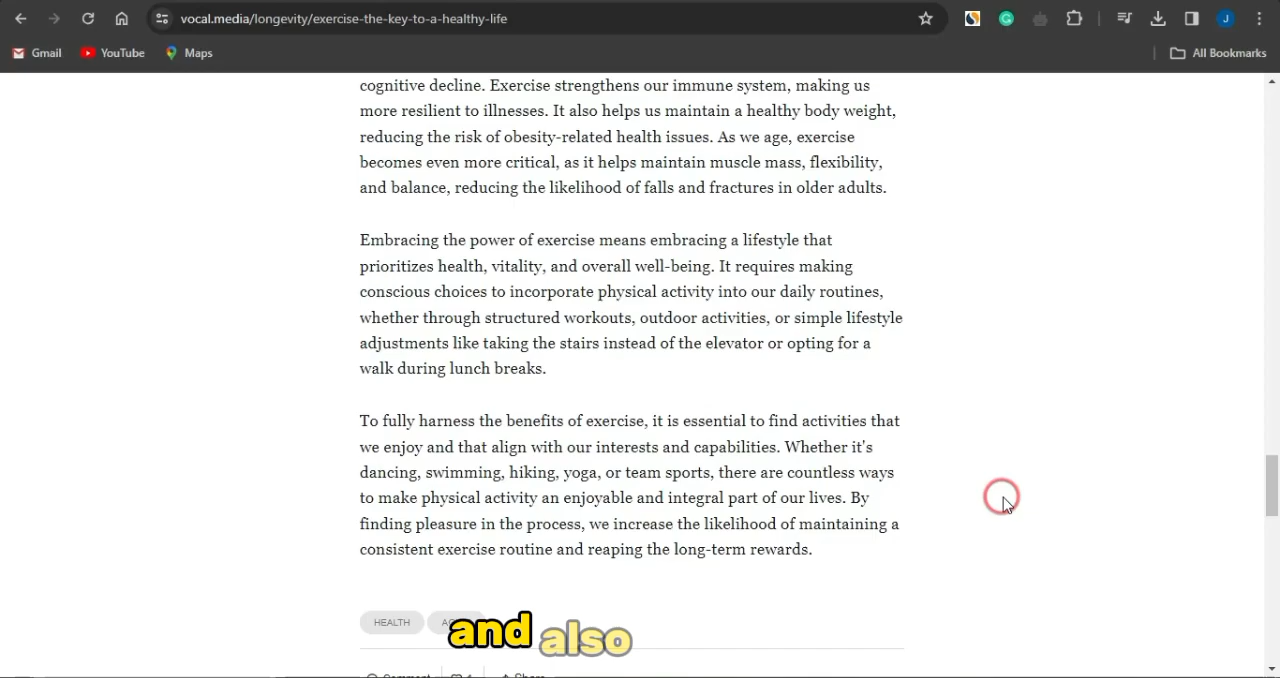 vocal.media/longevity/exercise-the-key-to-a-healthy-life
J
Gmail YouTube Maps All Bookmarks
cognitive decline. Exercise strengthens our immune system, making us
more resilient to illnesses. It also helps us maintain a healthy body weight,
reducing the risk of obesity-related health issues. As we age, exercise
becomes even more critical, as it helps maintain muscle mass, flexibility,
and balance, reducing the likelihood of falls and fractures in older adults.
Embracing the power of exercise means embracing a lifestyle that
prioritizes health, vitality, and overall well-being. It requires making
conscious choices to incorporate physical activity into our daily routines,
whether through structured workouts, outdoor activities, or simple lifestyle
adjustments like taking the stairs instead of the elevator or opting for a
walk during lunch breaks.
To fully harness the benefits of exercise, it is essential to find activities that
we enjoy and that align with our interests and capabilities. Whether it's
dancing, swimming, hiking, yoga, or team sports, there are countless ways
to make physical activity an enjoyable and integral part of our lives. By
finding pleasure in the process, we increase the likelihood of maintaining a
consistent exercise routine and reaping the long-term rewards.
HEALTH
and also